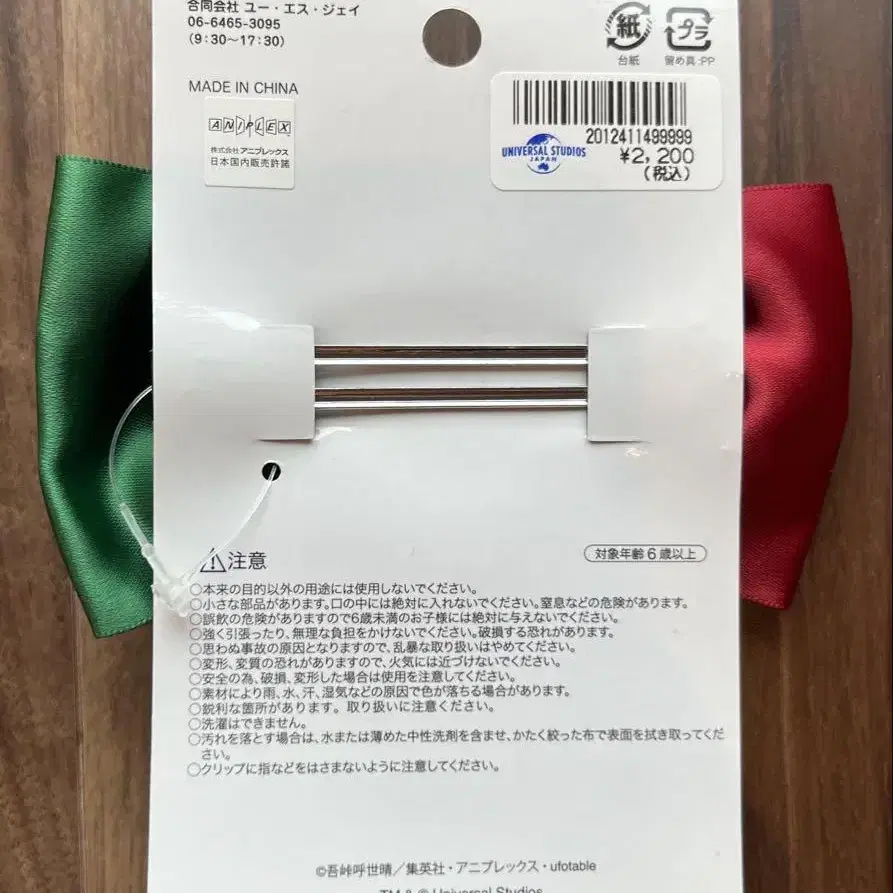 合同会社 ユー・エス・ジェイ
06-6465-3095
(9:30～17:30)
紙
プラ
台紙
留め具:PP
MADE IN CHINA
ANIPLEX
株式会社アニプレックス
日本国内販売許諾
2012411499999
UNIVERSAL STUDIOS
JAPAN
¥2,200
(税込)
注意
対象年齢6歳以上
○本来の目的以外の用途には使用しないでください。
○小さな部品があります。口の中には絶対に入れないでください。窒息などの危険があります。
○誤飲の危険がありますので6歳未満のお子様には絶対に与えないでください。
○強く引張ったり、無理な負担をかけないでください。破損する恐れがあります。
○思わぬ事故の原因となりますので、乱暴な取り扱いはやめてください。
○変形、変質の恐れがありますので、火気には近づけないでください。
○安全の為、破損、変形した場合は使用を注意してください。
○素材により雨、水、汗、湿気などの原因で色が落ちる場合があります。
○鋭利な箇所があります。取り扱いに注意ください。
○洗濯はできません。
○汚れを落とす場合は、水または薄めた中性洗剤を含ませ、かたく絞った布で表面を拭き取ってくだ
さい。
○クリップに指などをはさまないように注意してください。
©吾峠呼世晴／集英社・アニプレックス・ufotable
TM & © Universal Studios